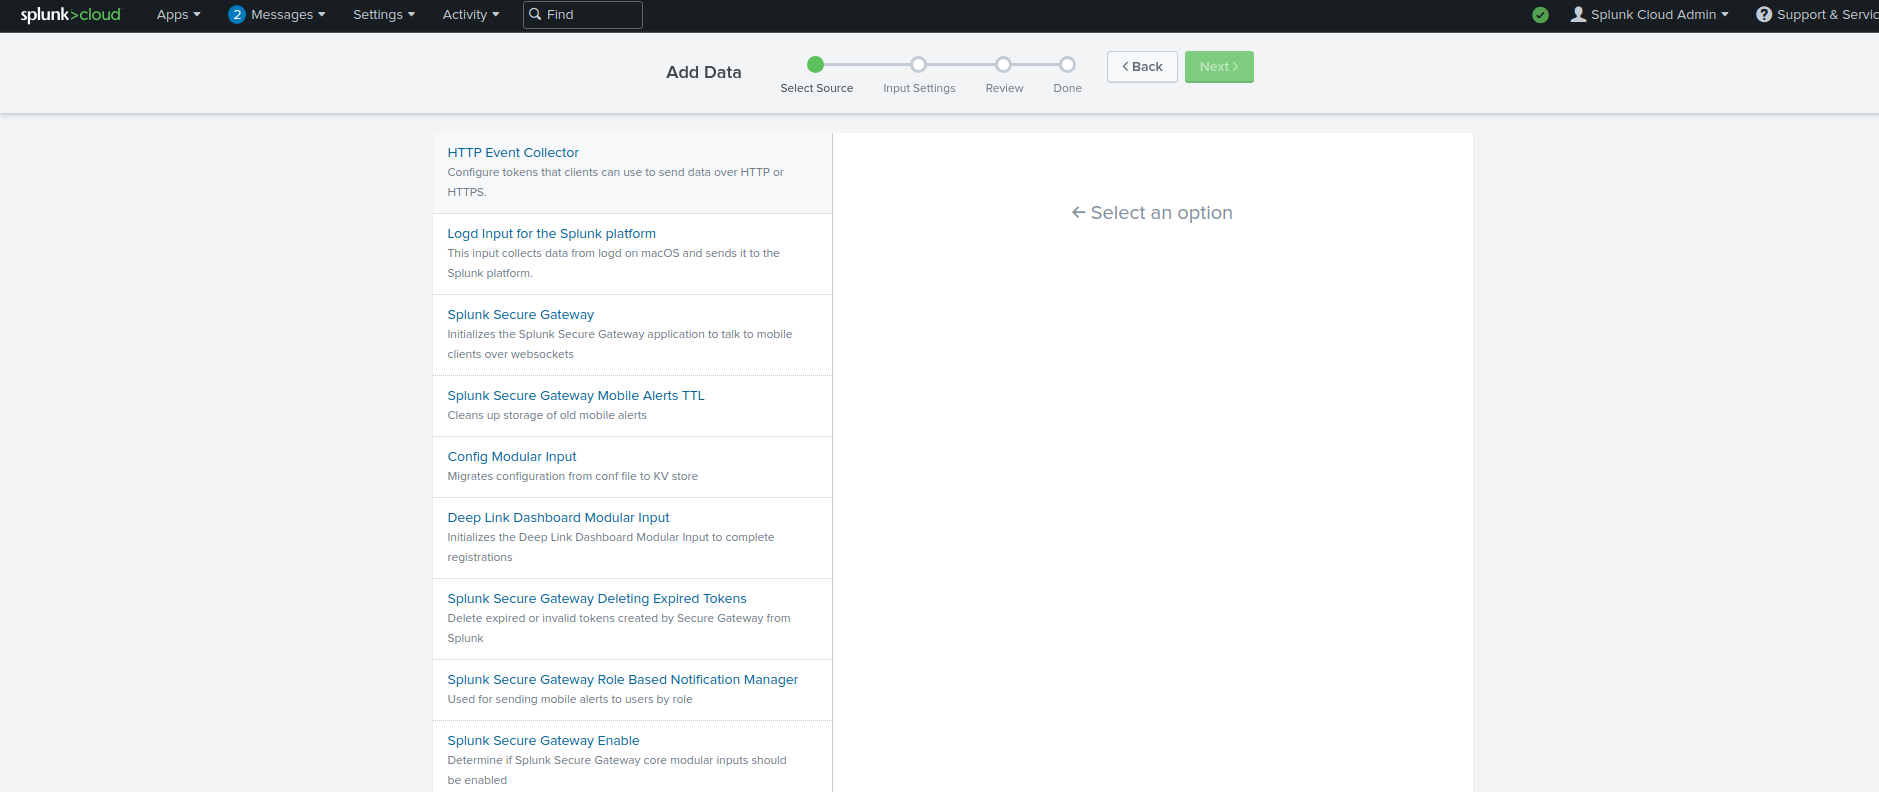 splunk>cloud Apps 2 Messages Settings Activity Find Splunk Cloud Admin Support & Servic
Add Data
Select Source Input Settings Review Done
< Back Next >
HTTP Event Collector
Configure tokens that clients can use to send data over HTTP or
HTTPS.
Logd Input for the Splunk platform
This input collects data from logd on macOS and sends it to the
Splunk platform.
Splunk Secure Gateway
Initializes the Splunk Secure Gateway application to talk to mobile
clients over websockets
Splunk Secure Gateway Mobile Alerts TTL
Cleans up storage of old mobile alerts
Config Modular Input
Migrates configuration from conf file to KV store
Deep Link Dashboard Modular Input
Initializes the Deep Link Dashboard Modular Input to complete
registrations
Splunk Secure Gateway Deleting Expired Tokens
Delete expired or invalid tokens created by Secure Gateway from
Splunk
Splunk Secure Gateway Role Based Notification Manager
Used for sending mobile alerts to users by role
Splunk Secure Gateway Enable
Determine if Splunk Secure Gateway core modular inputs should
be enabled
← Select an option